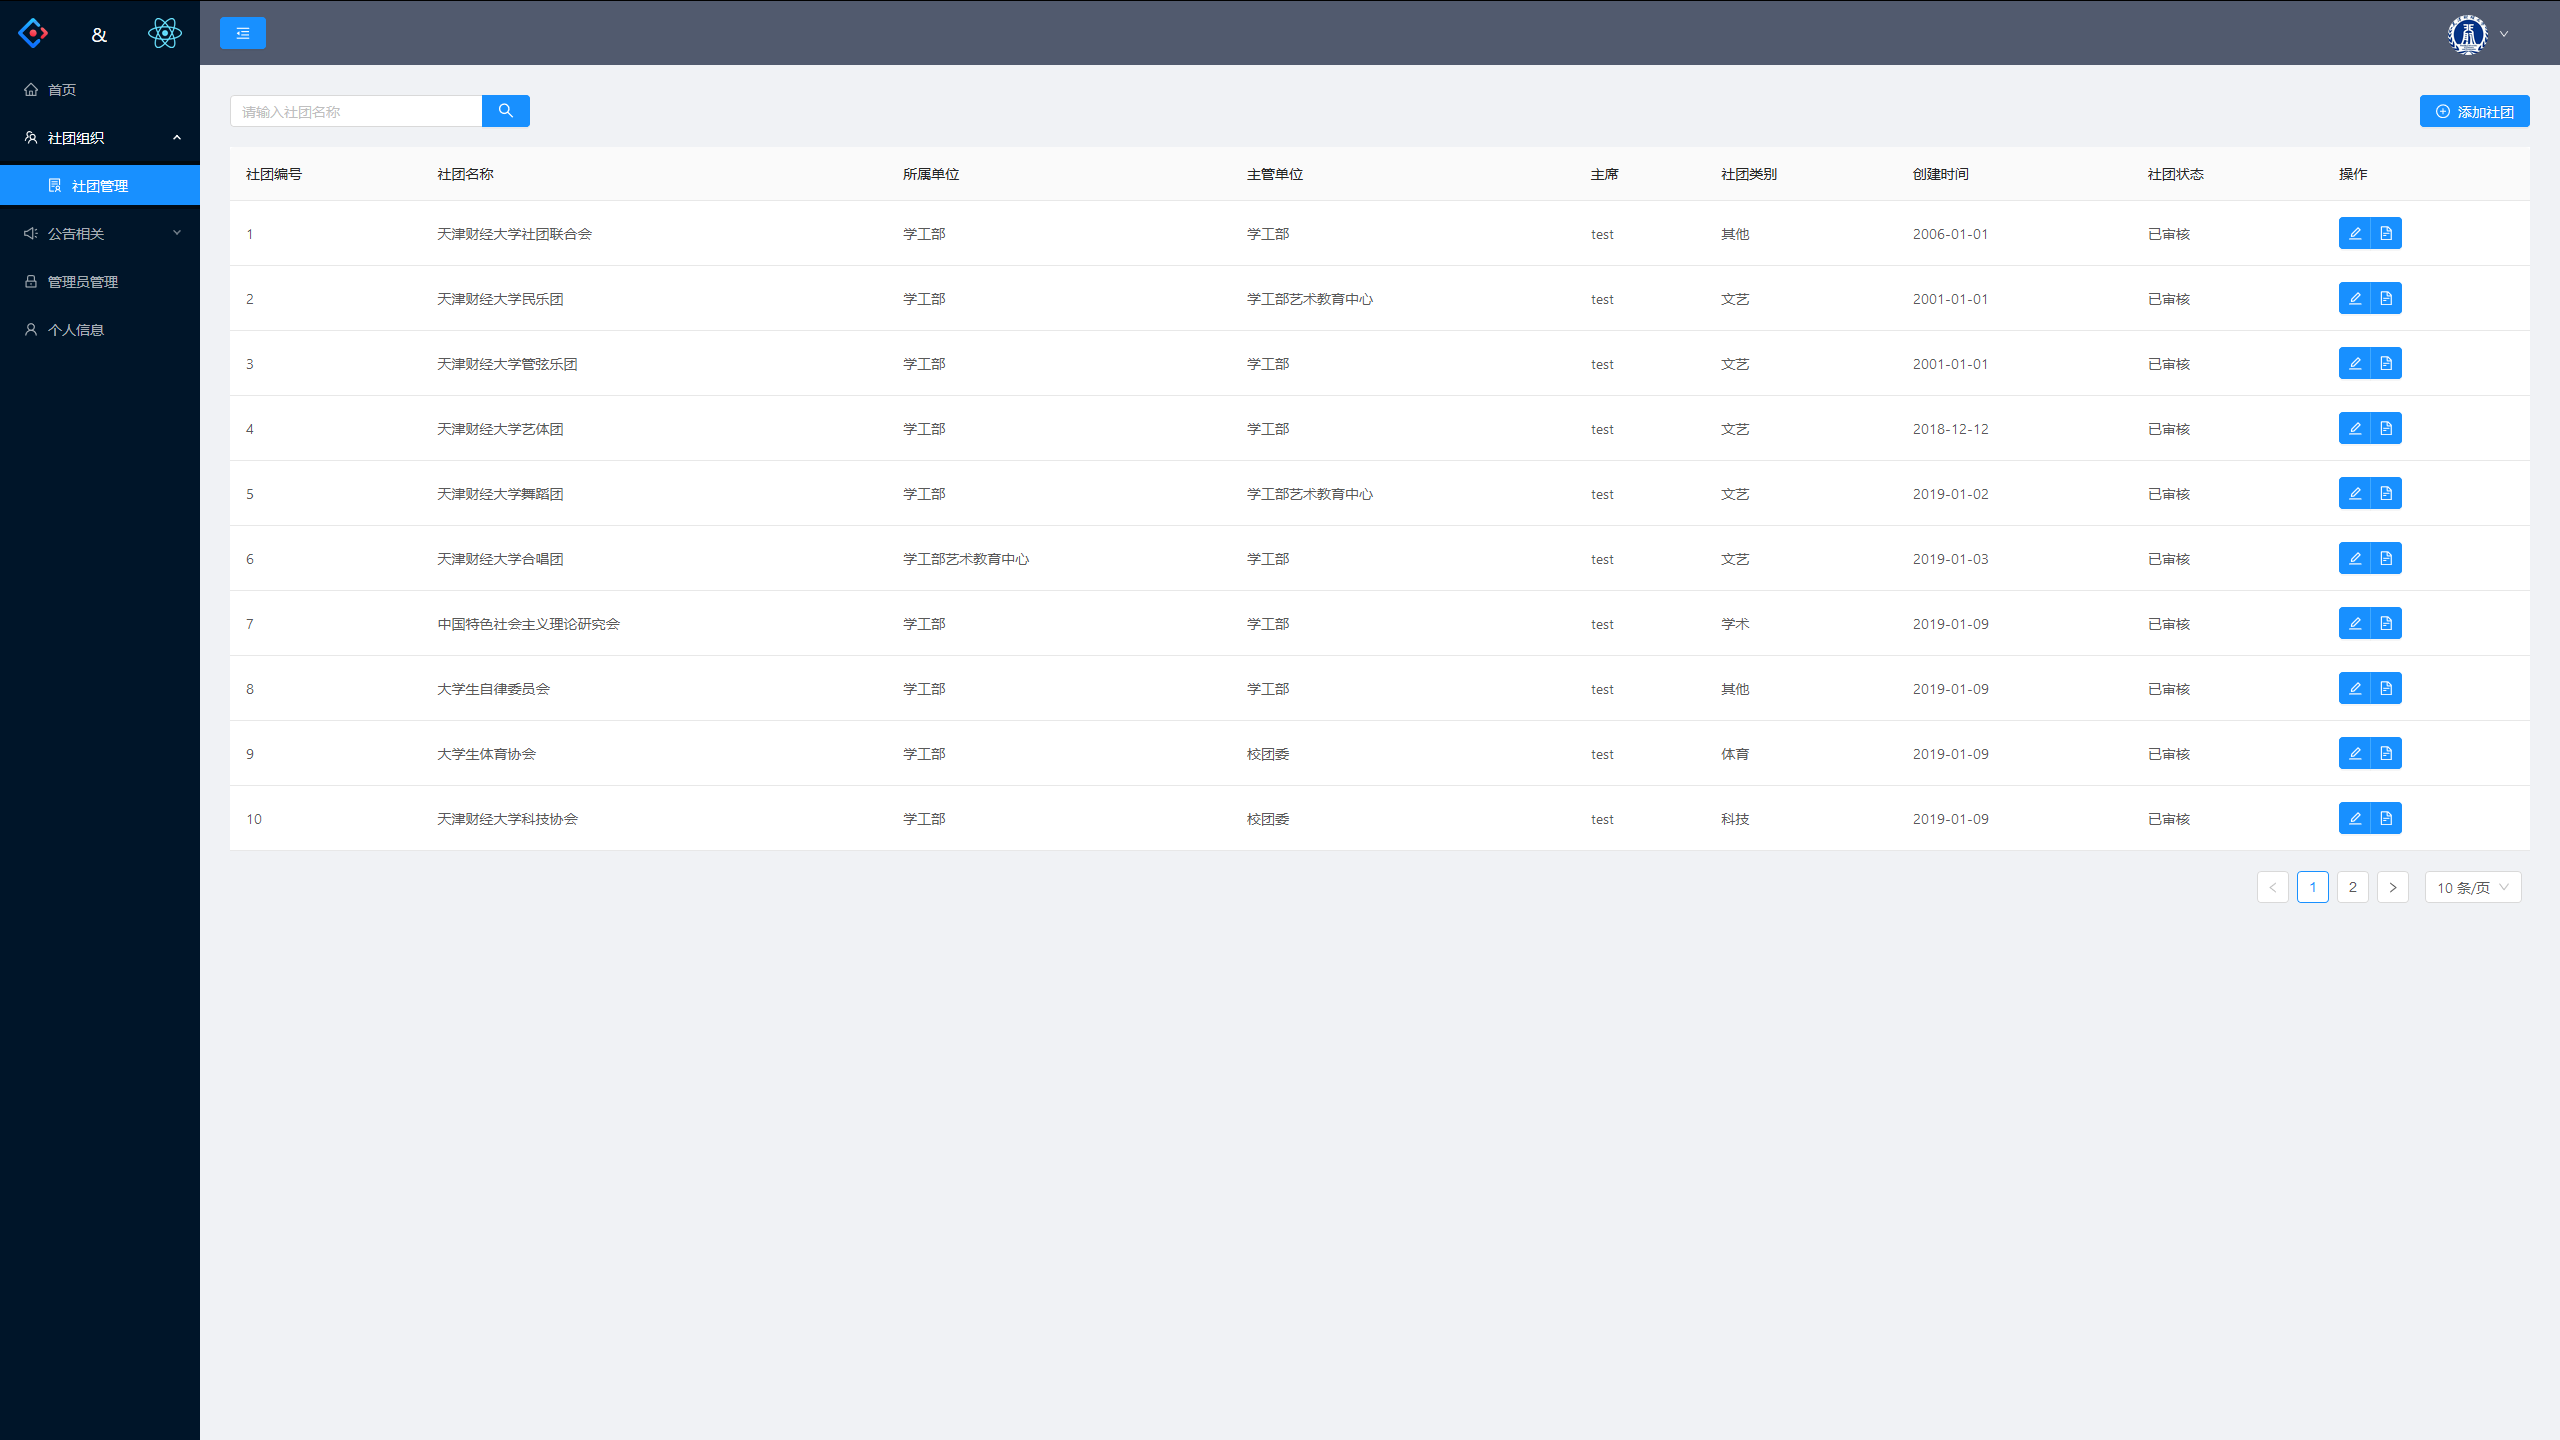 &
首页
社团组织
社团管理
公告相关
管理员管理
个人信息
请输入社团名称
添加社团
社团编号 社团名称 所属单位 主管单位 主席 社团类别 创建时间 社团状态 操作
1 天津财经大学社团联合会 学工部 学工部 test 其他 2006-01-01 已审核
2 天津财经大学民乐团 学工部 学工部艺术教育中心 test 文艺 2001-01-01 已审核
3 天津财经大学管弦乐团 学工部 学工部 test 文艺 2001-01-01 已审核
4 天津财经大学艺体团 学工部 学工部 test 文艺 2018-12-12 已审核
5 天津财经大学舞蹈团 学工部 学工部艺术教育中心 test 文艺 2019-01-02 已审核
6 天津财经大学合唱团 学工部艺术教育中心 学工部 test 文艺 2019-01-03 已审核
7 中国特色社会主义理论研究会 学工部 学工部 test 学术 2019-01-09 已审核
8 大学生自律委员会 学工部 学工部 test 其他 2019-01-09 已审核
9 大学生体育协会 学工部 校团委 test 体育 2019-01-09 已审核
10 天津财经大学科技协会 学工部 校团委 test 科技 2019-01-09 已审核
1 2 10 条/页